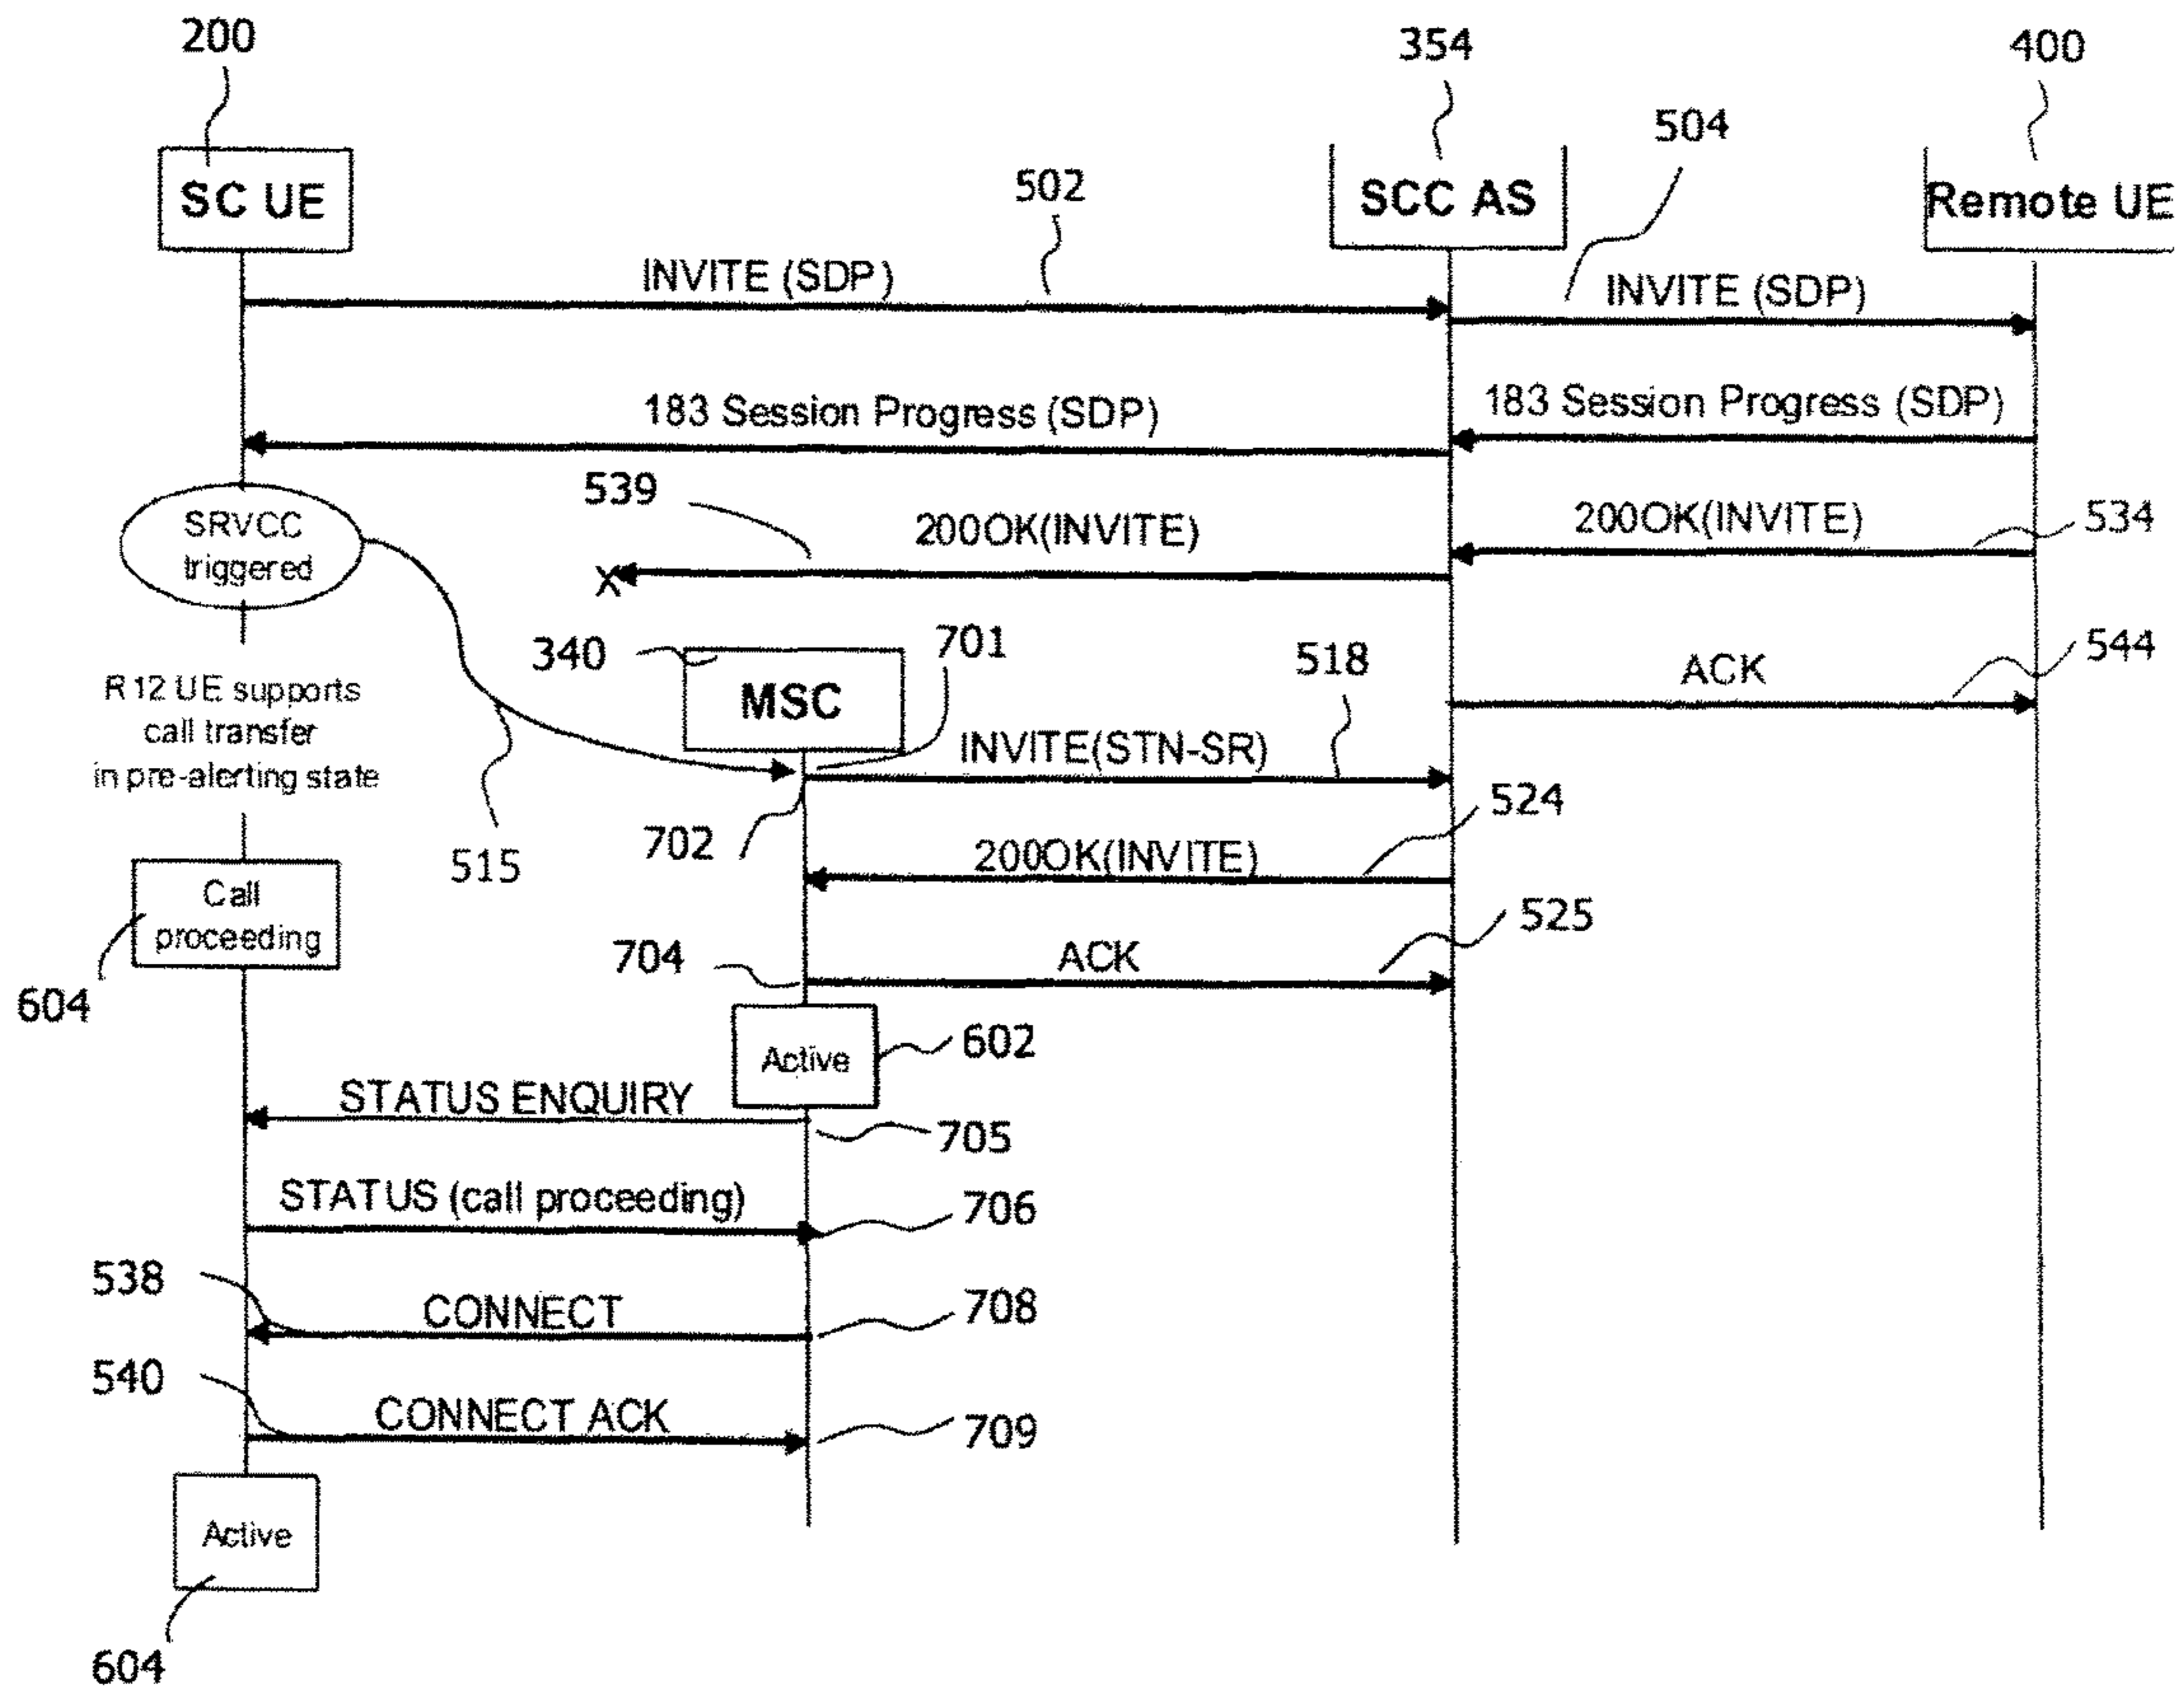 200
354
400
504
SC UE
502
SCC AS
Remote UE
INVITE (SDP)
INVITE (SDP)
183 Session Progress (SDP)
183 Session Progress (SDP)
539
SRVCC
triggered
200OK(INVITE)
200OK(INVITE)
534
X
340
701
518
ACK
544
R12 UE supports
call transfer
in pre-alerting state
MSC
INVITE(STN-SR)
515
702
524
200OK(INVITE)
Call
proceeding
604
704
ACK
525
Active
602
STATUS ENQUIRY
705
STATUS (call proceeding)
706
538
CONNECT
708
540
CONNECT ACK
709
Active
604